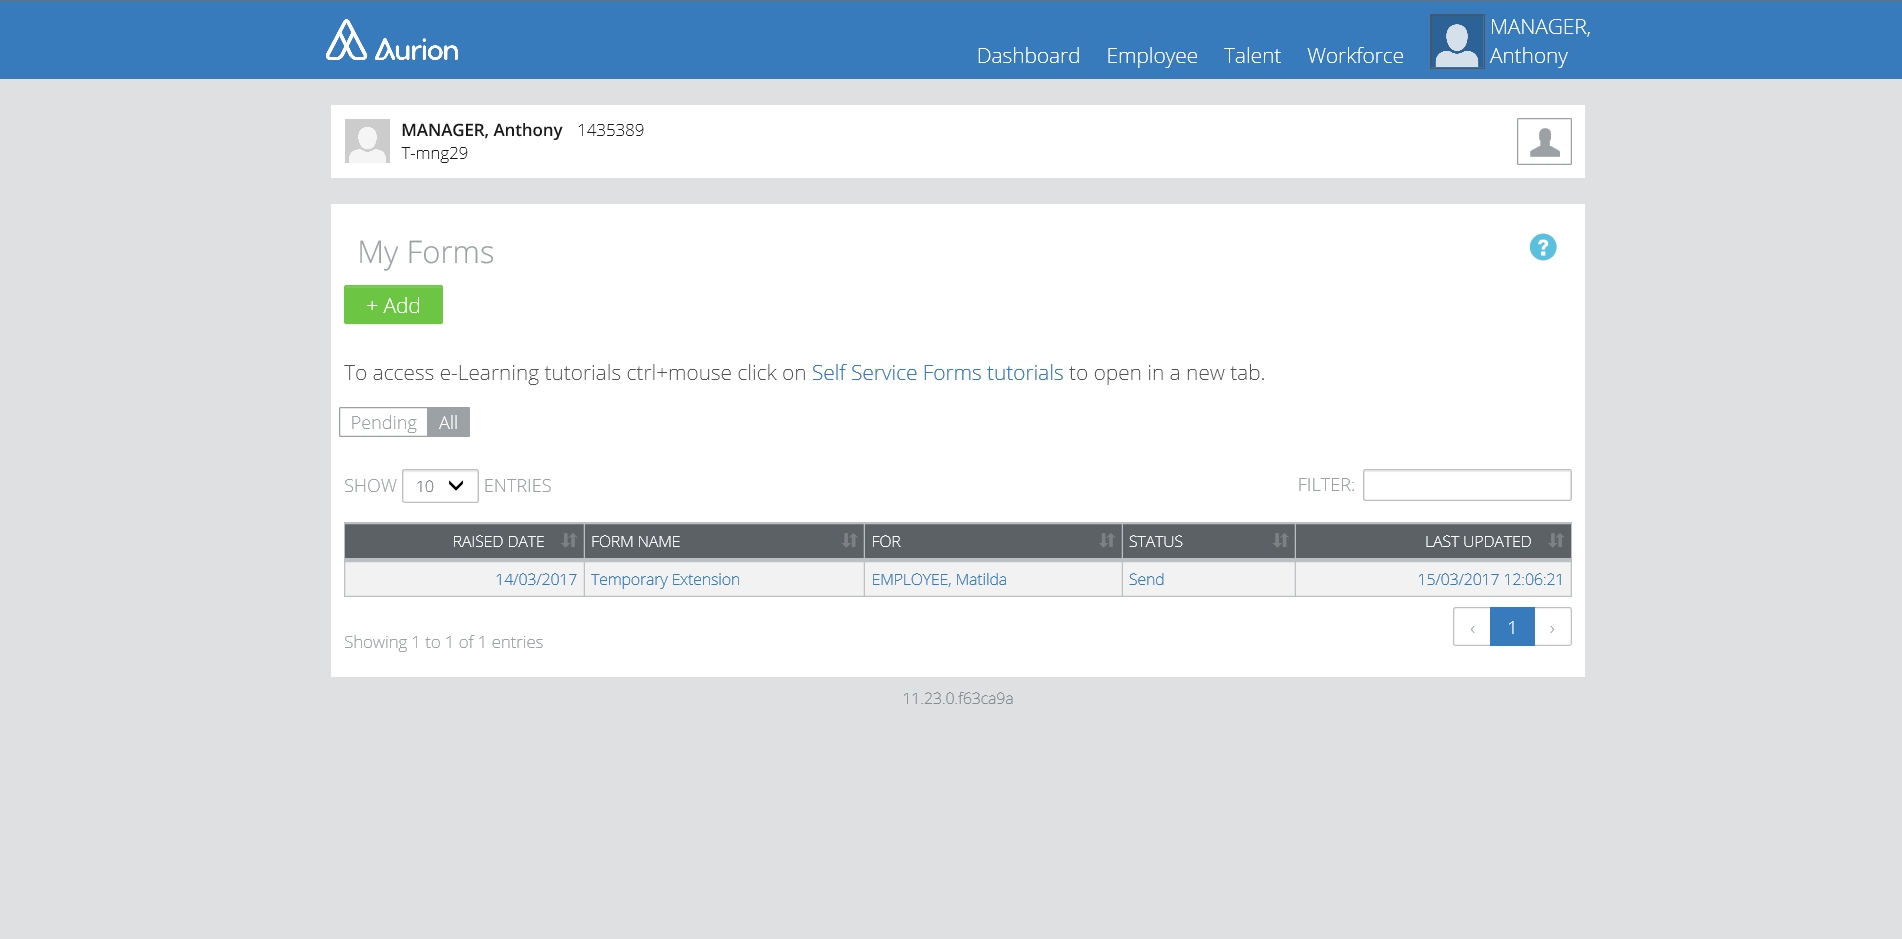 Aurion
Dashboard Employee Talent Workforce MANAGER,
Anthony
MANAGER, Anthony 1435389
T-mng29
My Forms
?
+ Add
To access e-Learning tutorials ctrl+mouse click on Self Service Forms tutorials to open in a new tab.
Pending All
SHOW 10 ENTRIES FILTER:
RAISED DATE FORM NAME FOR STATUS LAST UPDATED
14/03/2017 Temporary Extension EMPLOYEE, Matilda Send 15/03/2017 12:06:21
‹ 1 ›
Showing 1 to 1 of 1 entries
11.23.0.f63ca9a